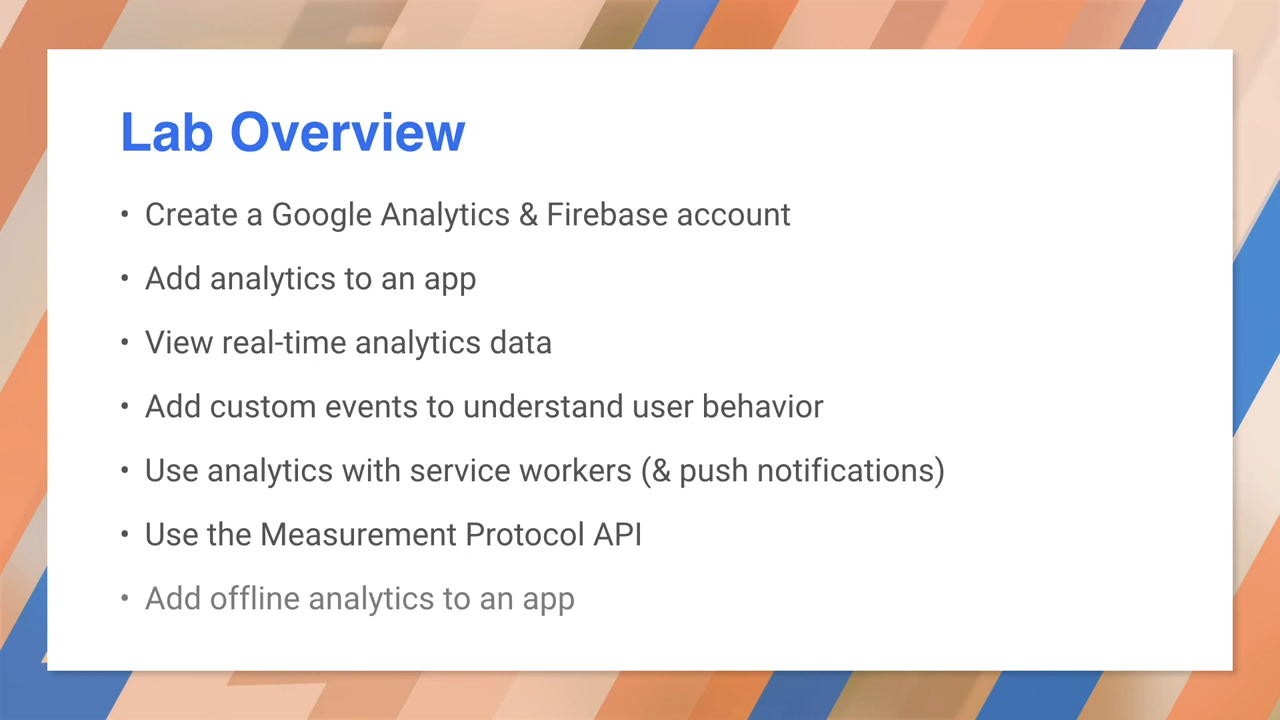 Lab Overview
• Create a Google Analytics & Firebase account
• Add analytics to an app
• View real-time analytics data
• Add custom events to understand user behavior
• Use analytics with service workers (& push notifications)
• Use the Measurement Protocol API
• Add offline analytics to an app